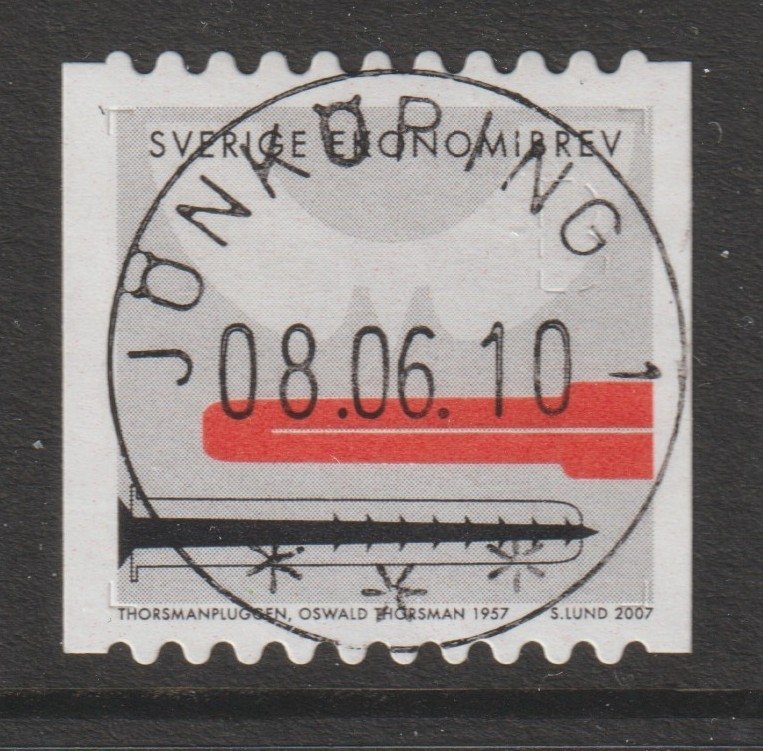 SVERIGE EKONOMiBREV
JÖNKÖPING 1
08.06.10
THORSMANPLUGGEN, OSWALD THORSMAN 1957 S.LUND 2007